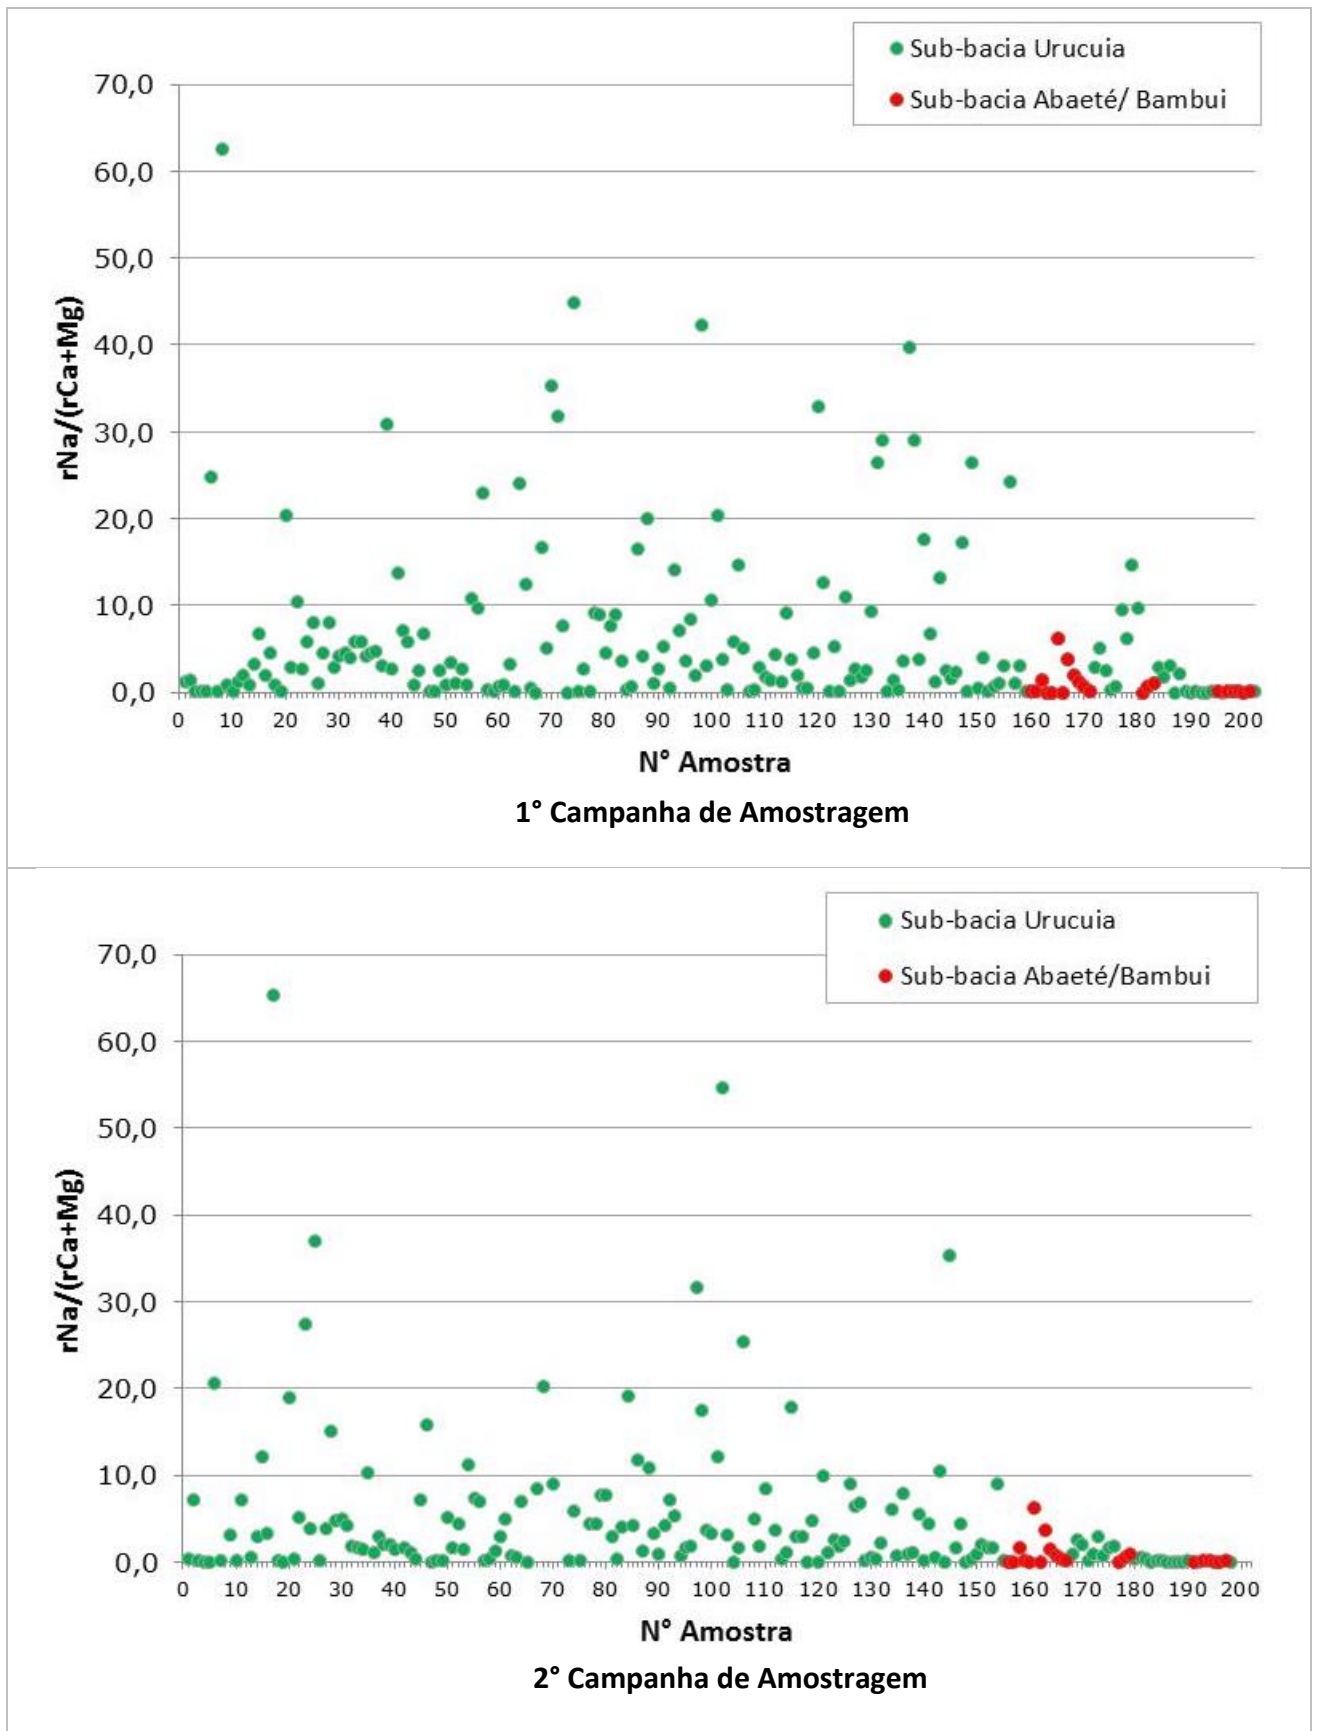 Sub-bacia Urucuia
Sub-bacia Abaeté/ Bambui
70,0
60,0
50,0
40,0
30,0
20,0
10,0
0,0
rNa/(rCa+Mg)
0 10 20 30 40 50 60 70 80 90 100 110 120 130 140 150 160 170 180 190 200
N° Amostra
1° Campanha de Amostragem
Sub-bacia Urucuia
Sub-bacia Abaeté/Bambui
70,0
60,0
50,0
40,0
30,0
20,0
10,0
0,0
rNa/(rCa+Mg)
0 10 20 30 40 50 60 70 80 90 100 110 120 130 140 150 160 170 180 190 200
N° Amostra
2° Campanha de Amostragem